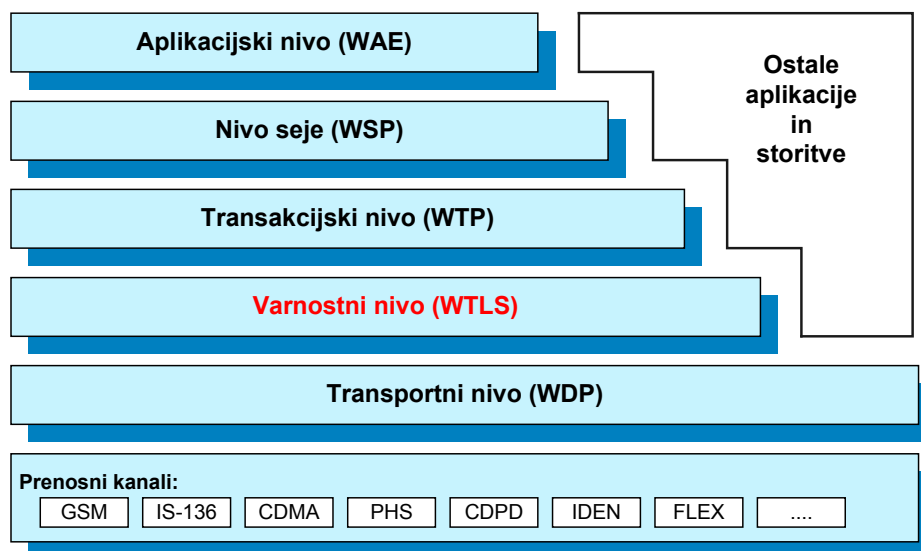 Aplikacijski nivo (WAE)
Ostale
aplikacije
in
storitve
Nivo seje (WSP)
Transakcijski nivo (WTP)
Varnostni nivo (WTLS)
Transportni nivo (WDP)
Prenosni kanali:
GSM IS-136 CDMA PHS CDPD IDEN FLEX ....